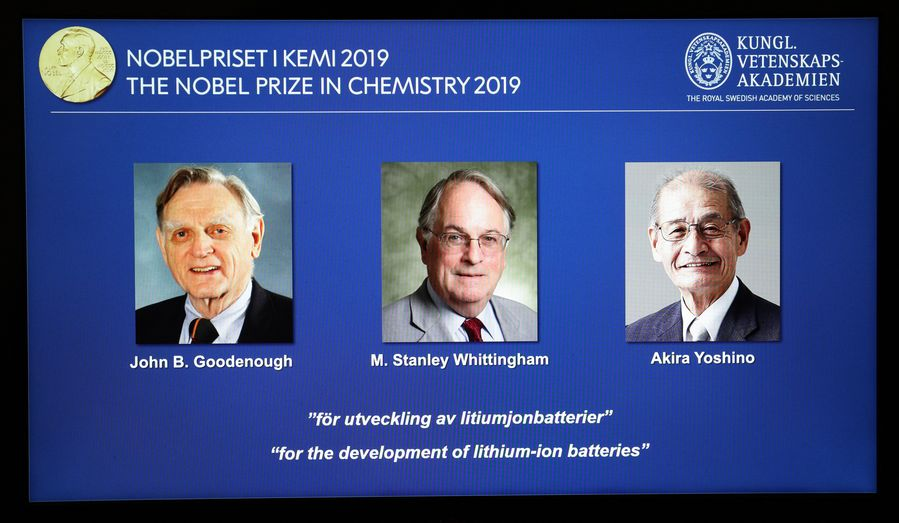 NOBELPRISET I KEMI 2019
THE NOBEL PRIZE IN CHEMISTRY 2019
KUNGL.
VETENSKAPS-
AKADEMIEN
THE ROYAL SWEDISH ACADEMY OF SCIENCES
John B. Goodenough
M. Stanley Whittingham
Akira Yoshino
”för utveckling av litiumjonbatterier”
“for the development of lithium-ion batteries”